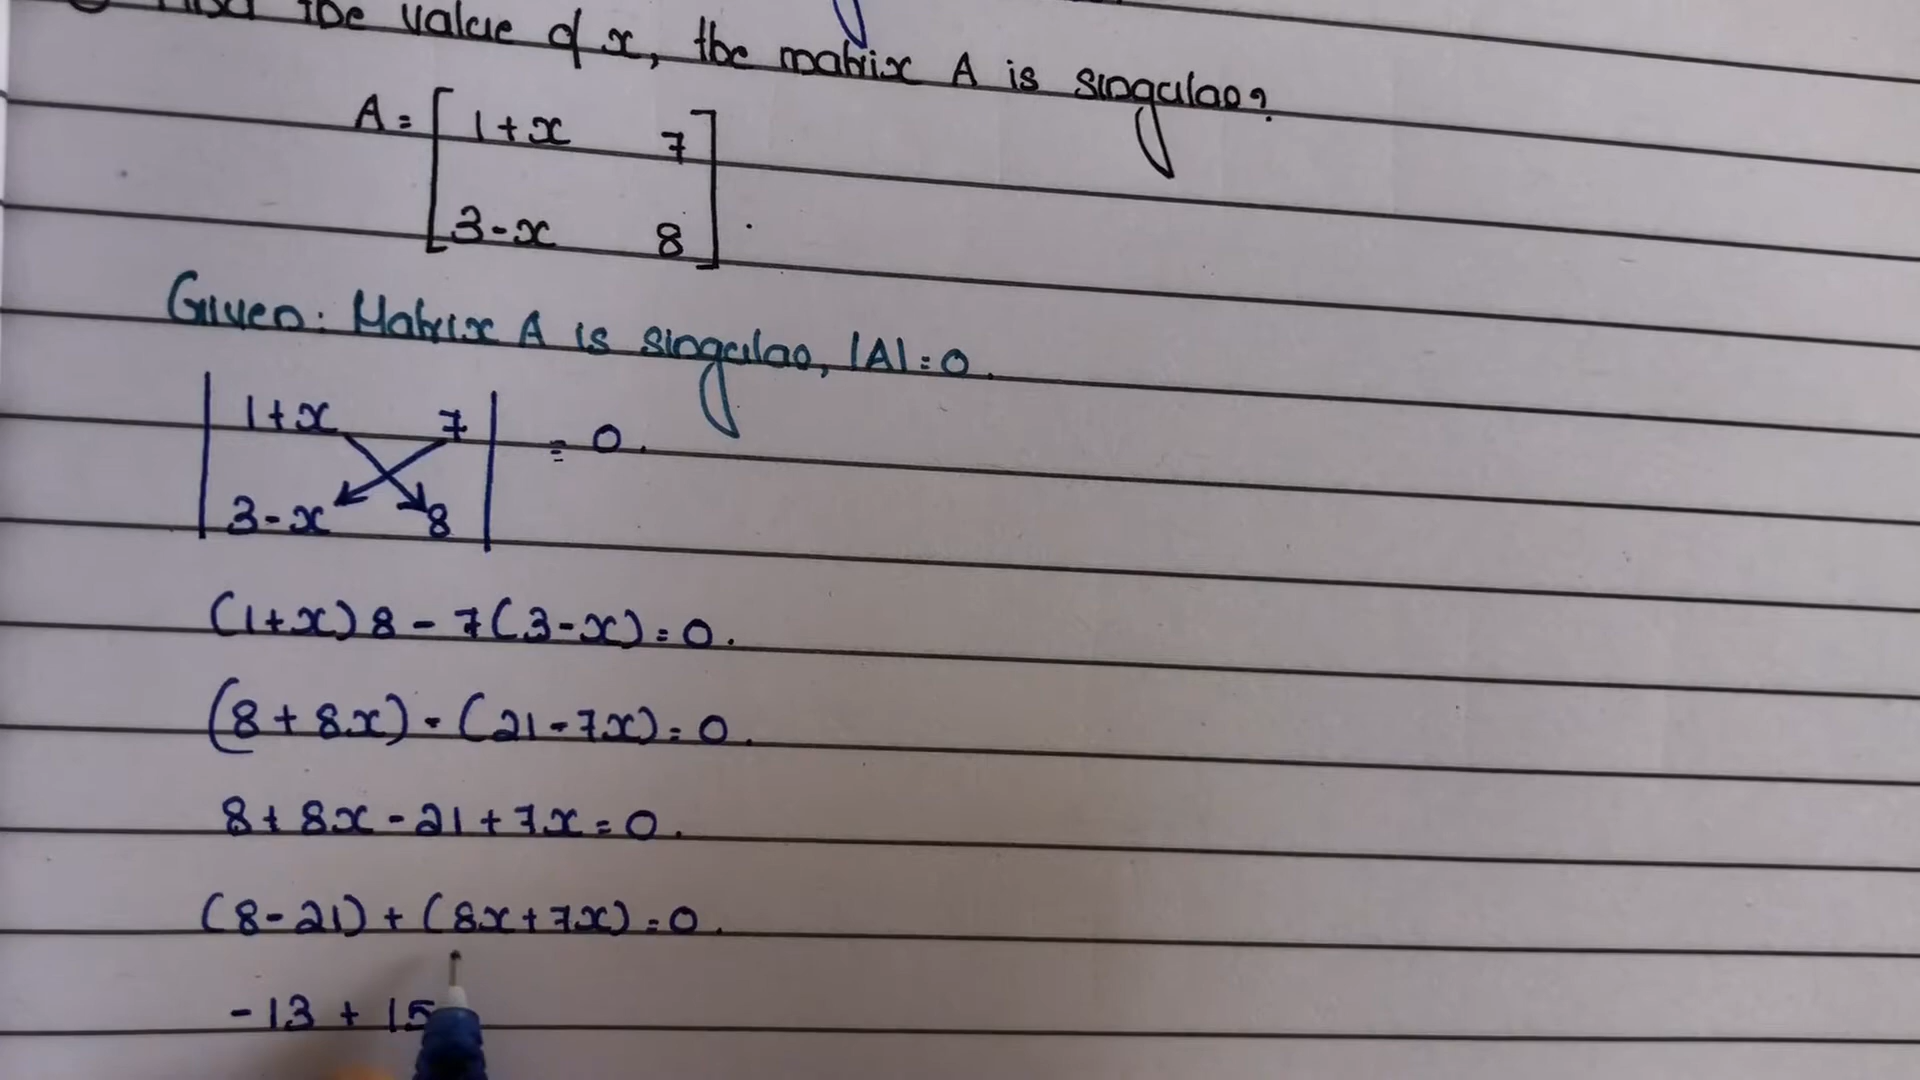 the value of x, the matrix A is singular?
A = [ 1+x 7
3-x 8 ].
Given: Matrix A is singular, |A| = 0.
| 1+x 7 | = 0.
| 3-x 8 |
(1+x)8 - 7(3-x) = 0.
(8 + 8x) - (21 - 7x) = 0.
8 + 8x - 21 + 7x = 0.
(8-21) + (8x+7x) = 0.
-13 + 15